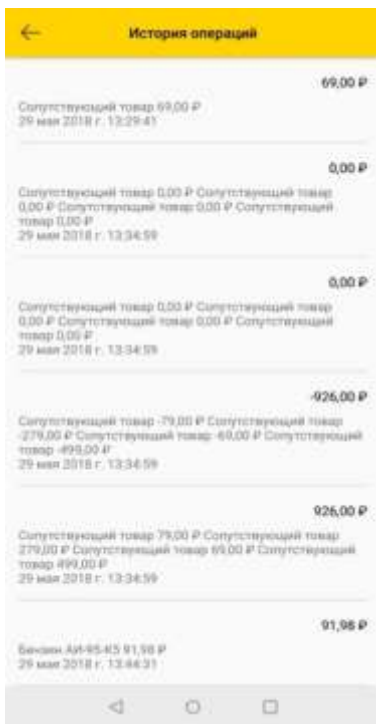 История операций
69,00 ₽
Сопутствующий товар 69,00 ₽
29 мая 2018 г. 13:29:41
0,00 ₽
Сопутствующий товар 0,00 ₽ Сопутствующий товар
0,00 ₽ Сопутствующий товар 0,00 ₽ Сопутствующий
товар 0,00 ₽
29 мая 2018 г. 13:34:59
0,00 ₽
Сопутствующий товар 0,00 ₽ Сопутствующий товар
0,00 ₽ Сопутствующий товар 0,00 ₽ Сопутствующий
товар 0,00 ₽
29 мая 2018 г. 13:34:59
-926,00 ₽
Сопутствующий товар -79,00 ₽ Сопутствующий товар
-279,00 ₽ Сопутствующий товар -69,00 ₽ Сопутствующий
товар -499,00 ₽
29 мая 2018 г. 13:34:59
926,00 ₽
Сопутствующий товар 79,00 ₽ Сопутствующий товар
279,00 ₽ Сопутствующий товар 69,00 ₽ Сопутствующий
товар 499,00 ₽
29 мая 2018 г. 13:34:59
91,98 ₽
Бензин АИ-95-К5 91,98 ₽
29 мая 2018 г. 13:44:31